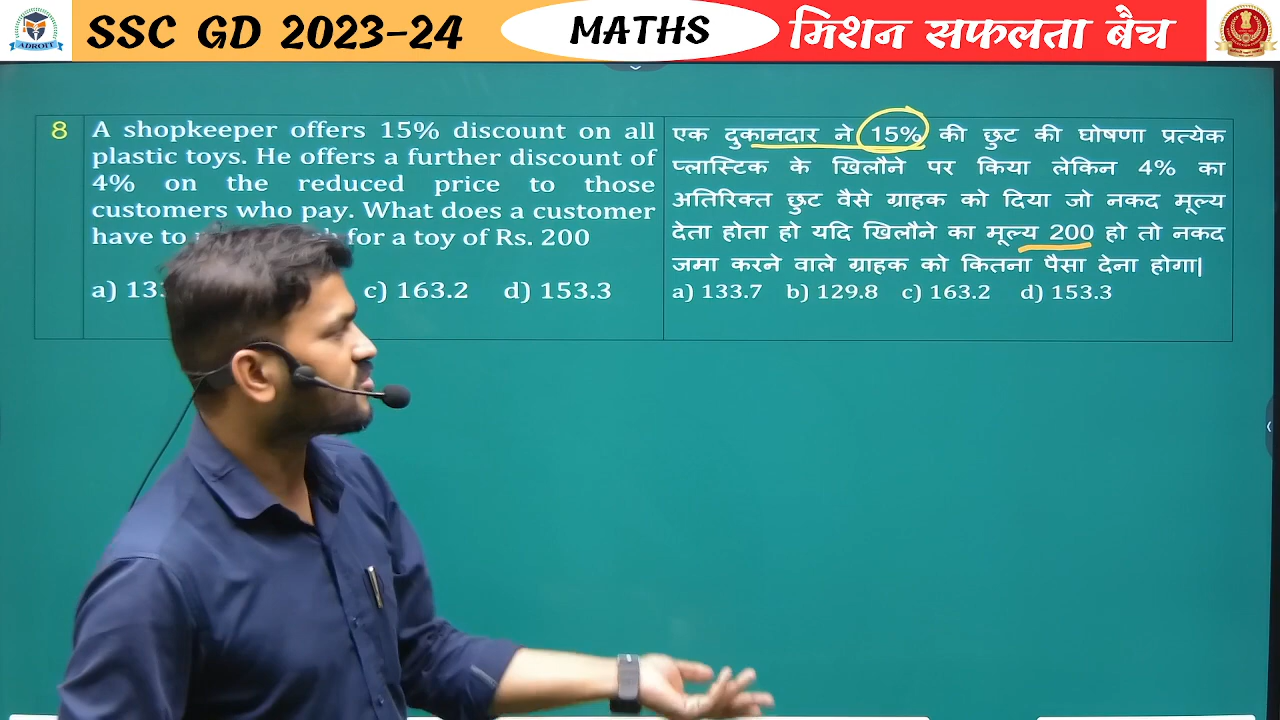 SSC GD 2023-24
MATHS
मिशन सफलता बैच
ADROIT
8
A shopkeeper offers 15% discount on all
plastic toys. He offers a further discount of
4% on the reduced price to those
customers who pay. What does a customer
have to for a toy of Rs. 200
a) 133. c) 163.2 d) 153.3
एक दुकानदार ने 15% की छुट की घोषणा प्रत्येक
प्लास्टिक के खिलौने पर किया लेकिन 4% का
अतिरिक्त छुट वैसे ग्राहक को दिया जो नकद मूल्य
देता होता हो यदि खिलौने का मूल्य 200 हो तो नकद
जमा करने वाले ग्राहक को कितना पैसा देना होगा|
a) 133.7 b) 129.8 c) 163.2 d) 153.3